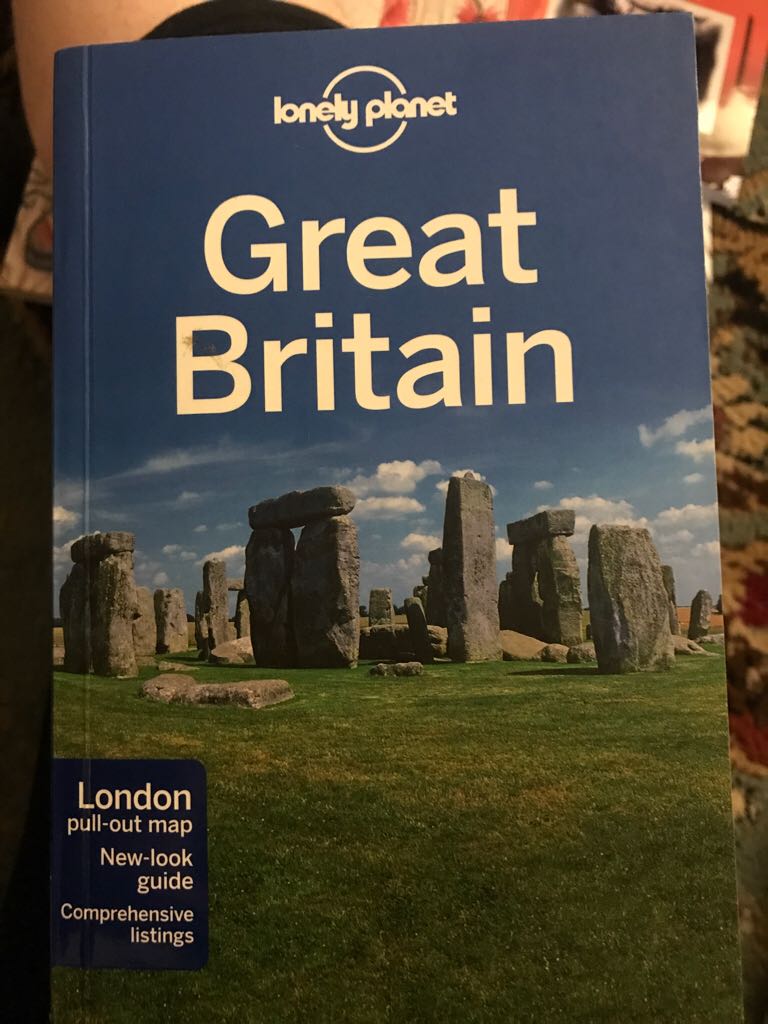 lonely planet
Great
Britain
London
pull-out map
New-look
guide
Comprehensive
listings